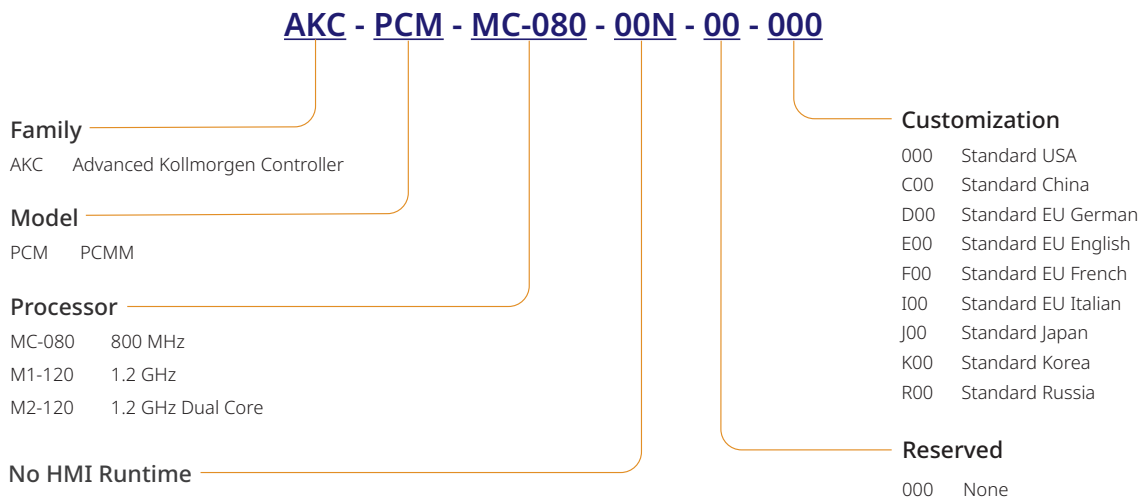 AKC - PCM - MC-080 - 00N - 00 - 000
Family
AKC Advanced Kollmorgen Controller
Model
PCM PCMM
Processor
MC-080 800 MHz
M1-120 1.2 GHz
M2-120 1.2 GHz Dual Core
No HMI Runtime
Customization
000 Standard USA
C00 Standard China
D00 Standard EU German
E00 Standard EU English
F00 Standard EU French
I00 Standard EU Italian
J00 Standard Japan
K00 Standard Korea
R00 Standard Russia
Reserved
000 None